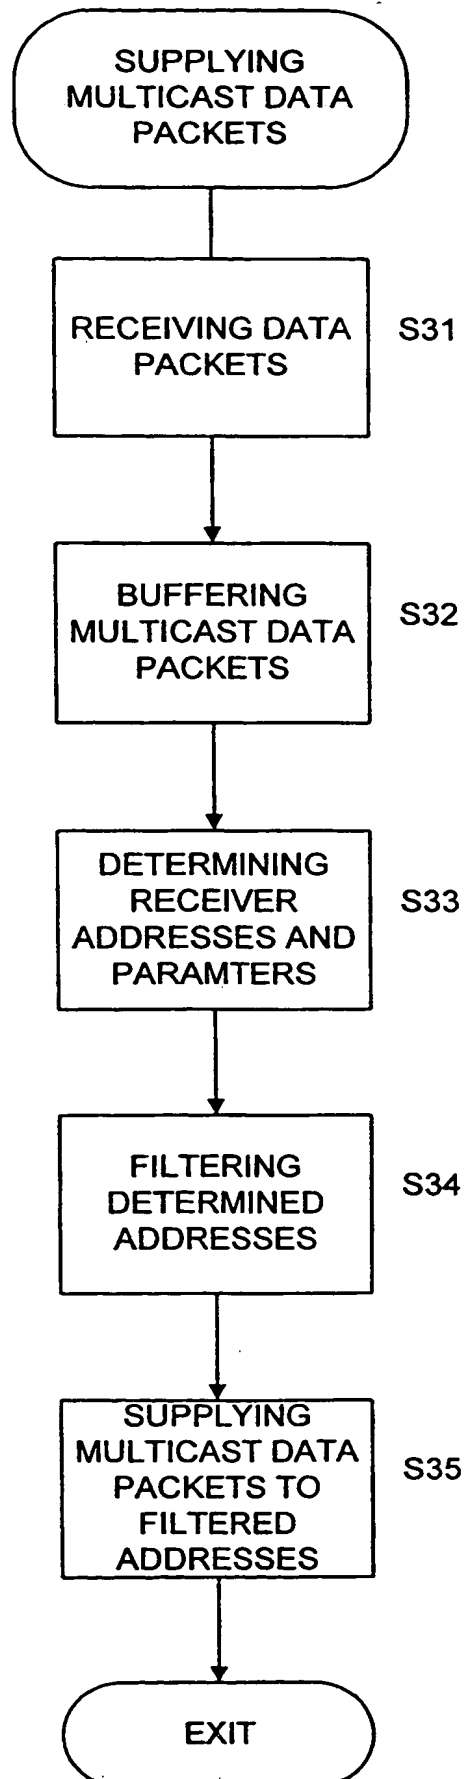 SUPPLYING
MULTICAST DATA
PACKETS
RECEIVING DATA
PACKETS
S31
BUFFERING
MULTICAST DATA
PACKETS
S32
DETERMINING
RECEIVER
ADDRESSES AND
PARAMTERS
S33
FILTERING
DETERMINED
ADDRESSES
S34
SUPPLYING
MULTICAST DATA
PACKETS TO
FILTERED
ADDRESSES
S35
EXIT